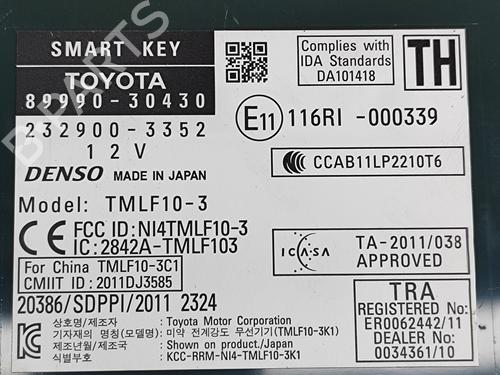 SMART KEY
TOYOTA
89990-30430
232900-3352
12V
DENSO MADE IN JAPAN
Model: TMLF10-3
FCC ID:NI4TMLF10-3
IC:2842A-TMLF103
For China TMLF10-3C1
CMIIT ID: 2011DJ3585
20386/SDPPI/2011 2324
Complies with
IDA Standards
DA101418
TH
E11 116RI -000339
CCAB11LP2210T6
ICASA
TA-2011/038
APPROVED
TRA
REGISTERED No:
ER0062442/11
DEALER No:
0034361/10
상호명/제조자 : Toyota Motor Corporation
기자재의 명칭(모델명): 미약 전계강도 무선기기(TMLF10-3K1)
제조자/제조국가 : Denso / Japan
식별부호 : KCC-RRM-NI4-TMLF10-3K1
B-PARTS